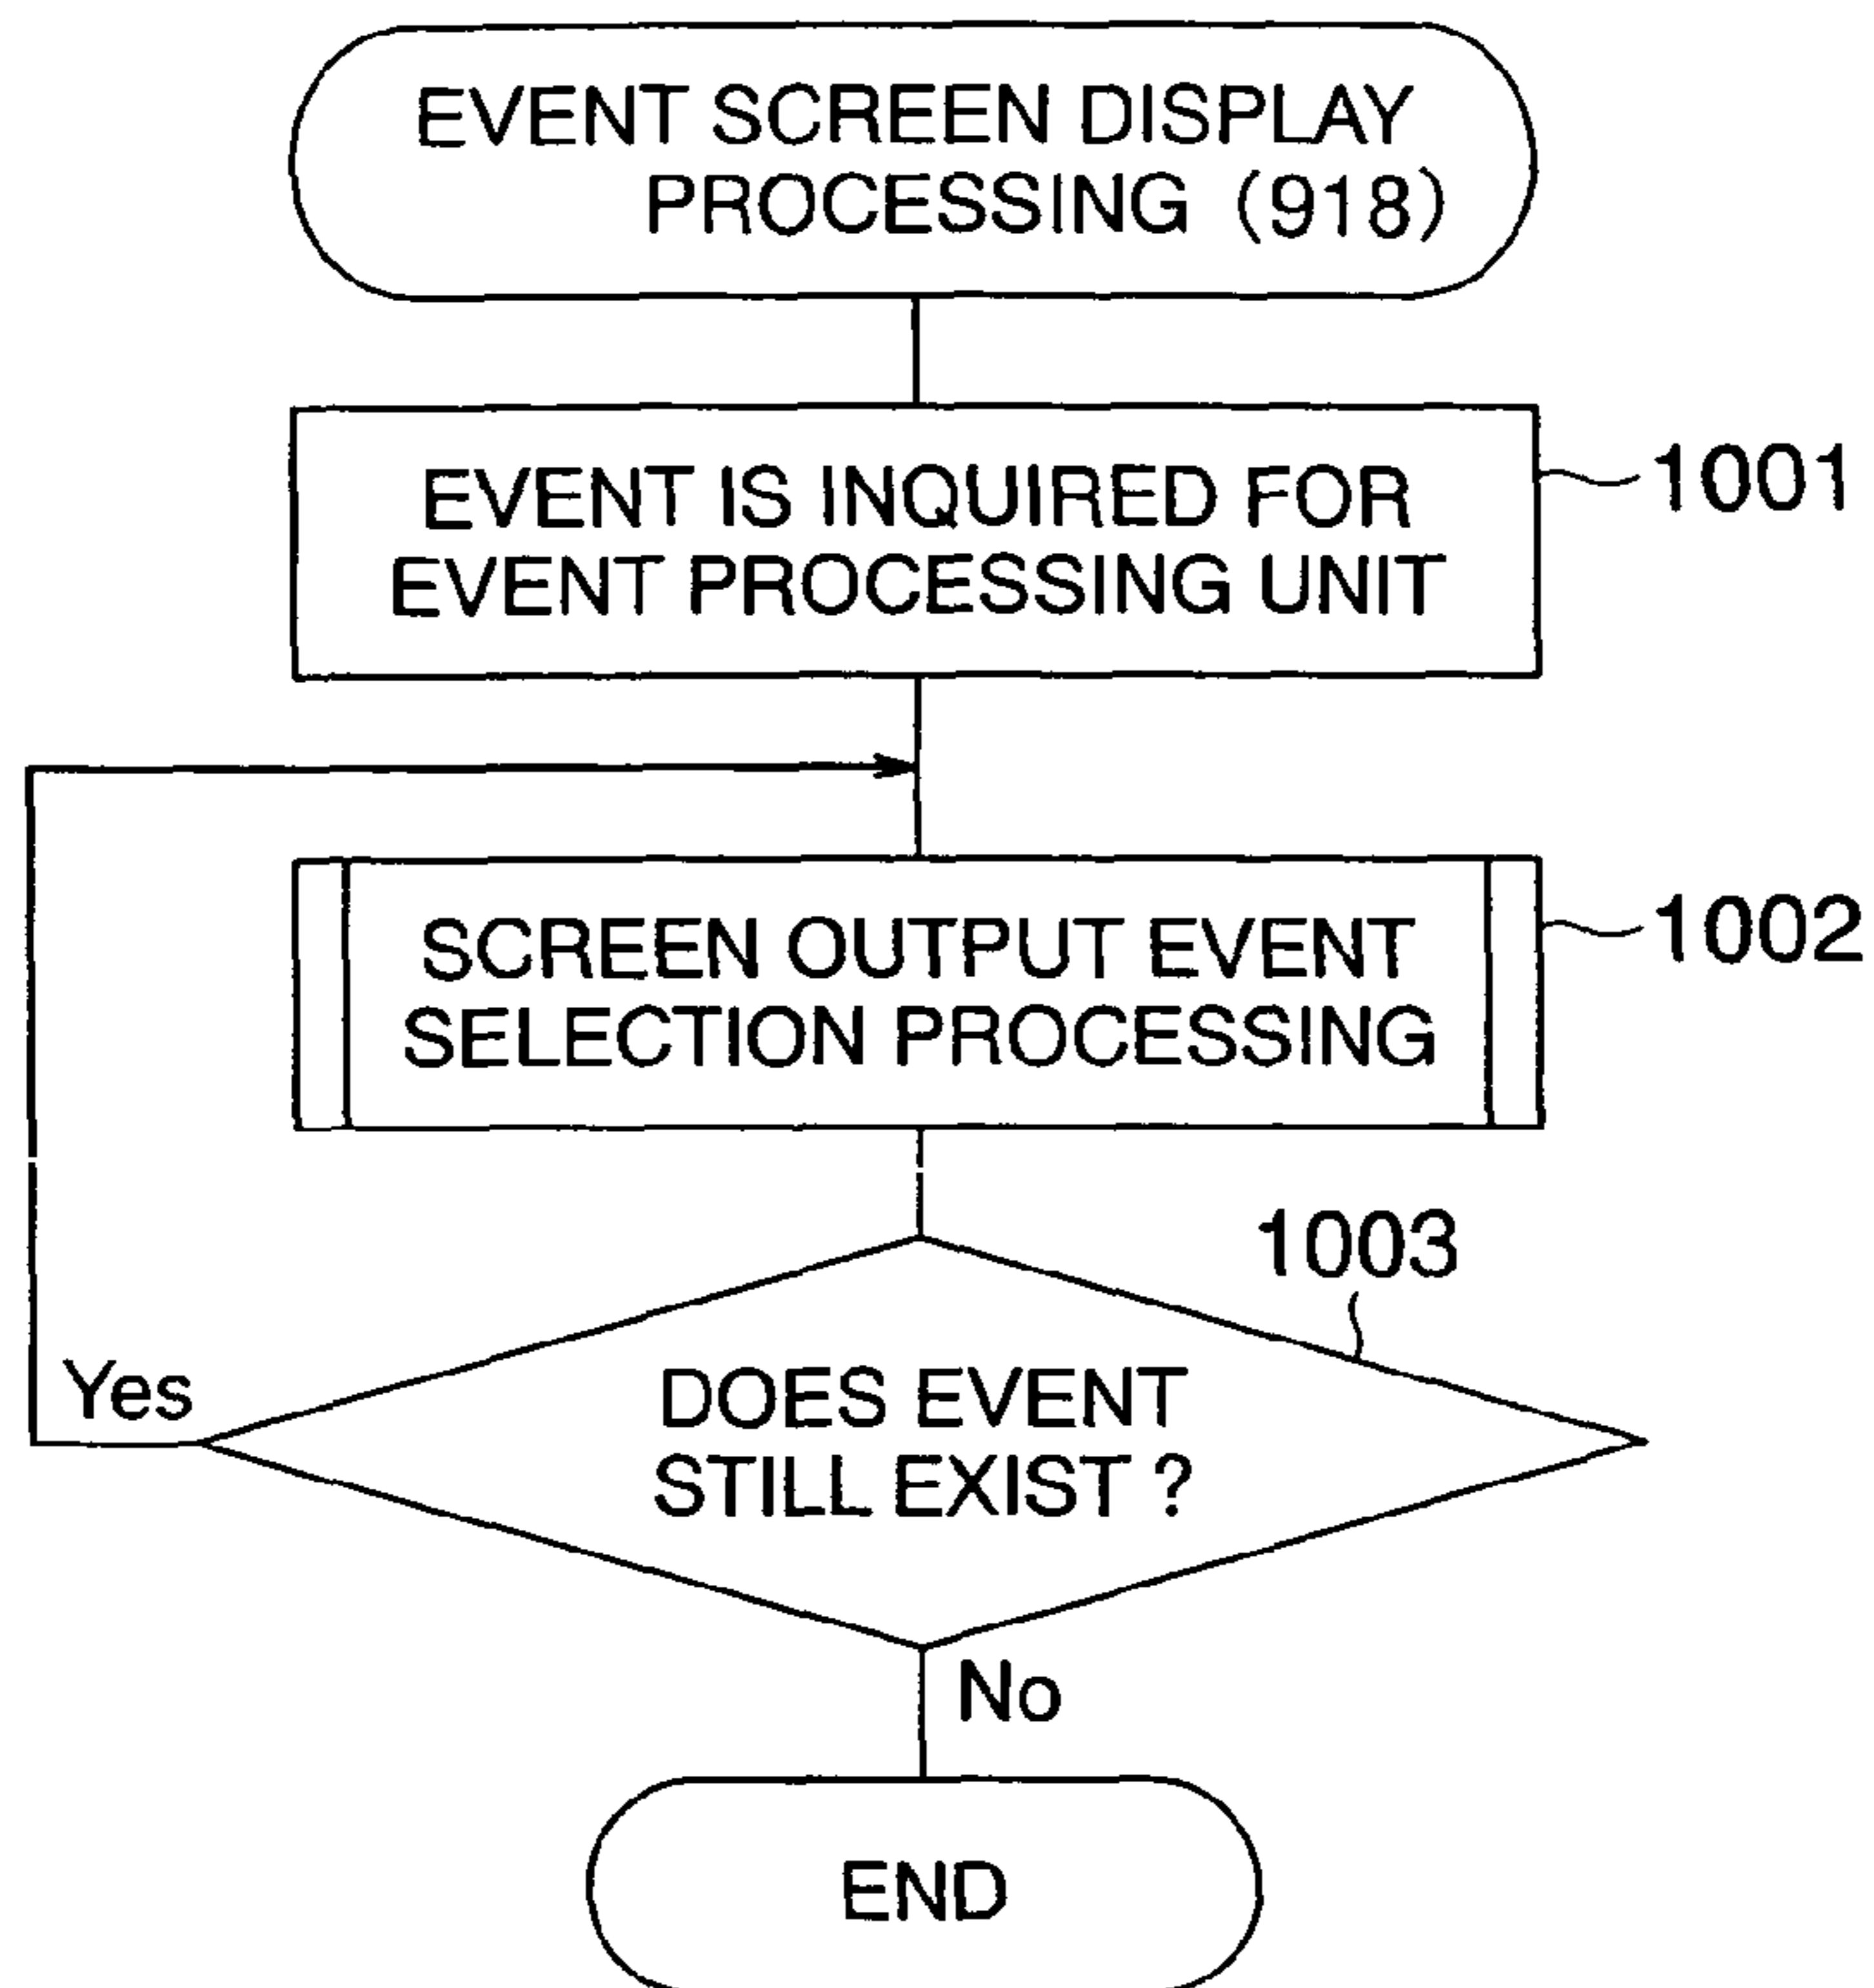 EVENT SCREEN DISPLAY
PROCESSING (918)
EVENT IS INQUIRED FOR
EVENT PROCESSING UNIT
1001
SCREEN OUTPUT EVENT
SELECTION PROCESSING
1002
1003
DOES EVENT
STILL EXIST ?
Yes
No
END